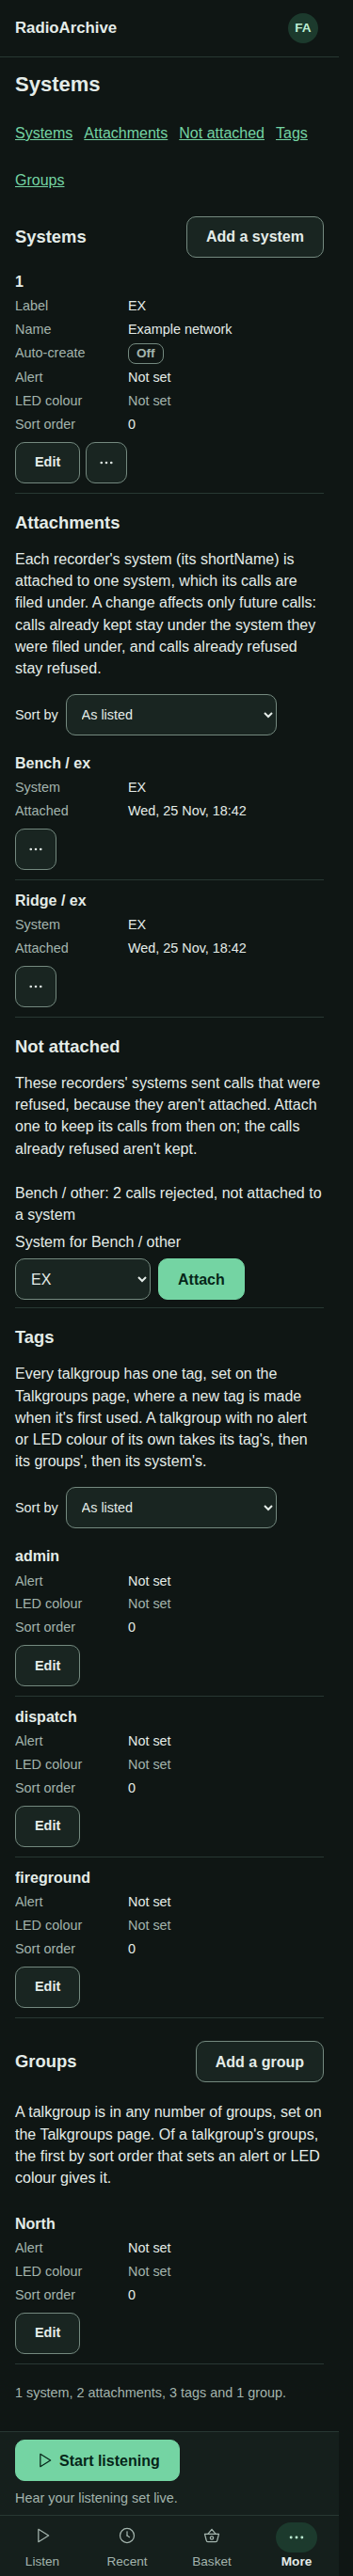 RadioArchive
FA
Systems
Systems Attachments Not attached Tags
Groups
Systems
Add a system
1
Label EX
Name Example network
Auto-create Off
Alert Not set
LED colour Not set
Sort order 0
Edit ...
Attachments
Each recorder's system (its shortName) is
attached to one system, which its calls are
filed under. A change affects only future calls:
calls already kept stay under the system they
were filed under, and calls already refused
stay refused.
Sort by As listed
Bench / ex
System EX
Attached Wed, 25 Nov, 18:42
...
Ridge / ex
System EX
Attached Wed, 25 Nov, 18:42
...
Not attached
These recorders' systems sent calls that were
refused, because they aren't attached. Attach
one to keep its calls from then on; the calls
already refused aren't kept.
Bench / other: 2 calls rejected, not attached to
a system
System for Bench / other
EX Attach
Tags
Every talkgroup has one tag, set on the
Talkgroups page, where a new tag is made
when it's first used. A talkgroup with no alert
or LED colour of its own takes its tag's, then
its groups', then its system's.
Sort by As listed
admin
Alert Not set
LED colour Not set
Sort order 0
Edit
dispatch
Alert Not set
LED colour Not set
Sort order 0
Edit
fireground
Alert Not set
LED colour Not set
Sort order 0
Edit
Groups
Add a group
A talkgroup is in any number of groups, set on
the Talkgroups page. Of a talkgroup's groups,
the first by sort order that sets an alert or LED
colour gives it.
North
Alert Not set
LED colour Not set
Sort order 0
Edit
1 system, 2 attachments, 3 tags and 1 group.
Start listening
Hear your listening set live.
Listen Recent Basket More